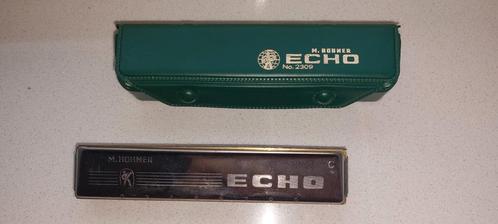 M. HOHNER
ECHO
No. 2309
M. HOHNER
ECHO
C